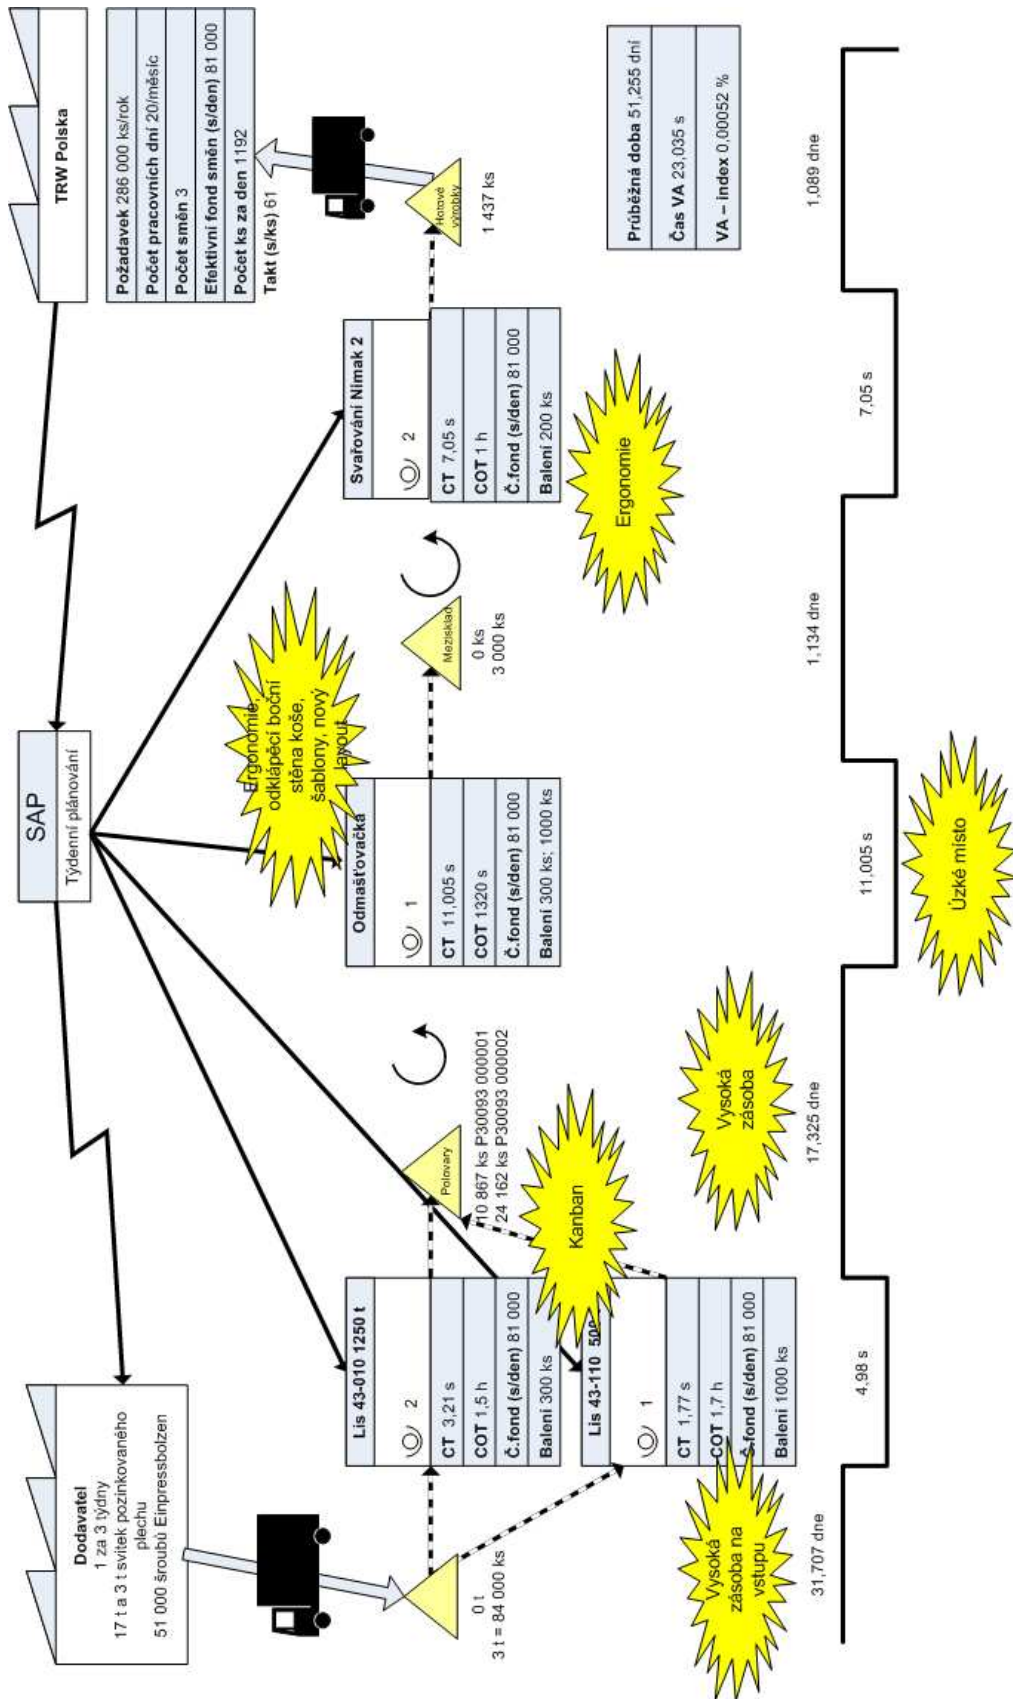 Dodavatel
1 za 3 týdny
17 t a 3 t svitek pozinkovaného
plechu
51 000 šroubů Einpressbolzen
SAP
Týdenní plánování
TRW Polska
Požadavek 286 000 ks/rok
Počet pracovních dní 20/měsíc
Počet směn 3
Efektivní fond směn (s/den) 81 000
Počet ks za den 1192
Takt (s/ks) 61
0 t
3 t = 84 000 ks
Lis 43-010 1250 t
2
CT 3,21 s
COT 1,5 h
Č.fond (s/den) 81 000
Balení 300 ks
Lis 43-110
1
CT 1,77 s
COT 1,7 h
Č.fond (s/den) 81 000
Balení 1000 ks
Polovary
10 867 ks P30093 000001
24 162 ks P30093 000002
Kanban
Odmašťovačka
1
CT 11,005 s
COT 1320 s
Č.fond (s/den) 81 000
Balení 300 ks; 1000 ks
Ergonomie,
odklápěcí boční
stěna koše,
šablony, nový
layout
Mezisklad
0 ks
3 000 ks
Svařování Nimak 2
2
CT 7,05 s
COT 1 h
Č.fond (s/den) 81 000
Balení 200 ks
Ergonomie
Hotové
výrobky
1 437 ks
Průběžná doba 51,255 dní
Čas VA 23,035 s
VA – index 0,00052 %
Vysoká
zásoba na
vstupu
Vysoká
zásoba
31,707 dne
4,98 s
17,325 dne
11,005 s
1,134 dne
7,05 s
1,089 dne
Úzké místo